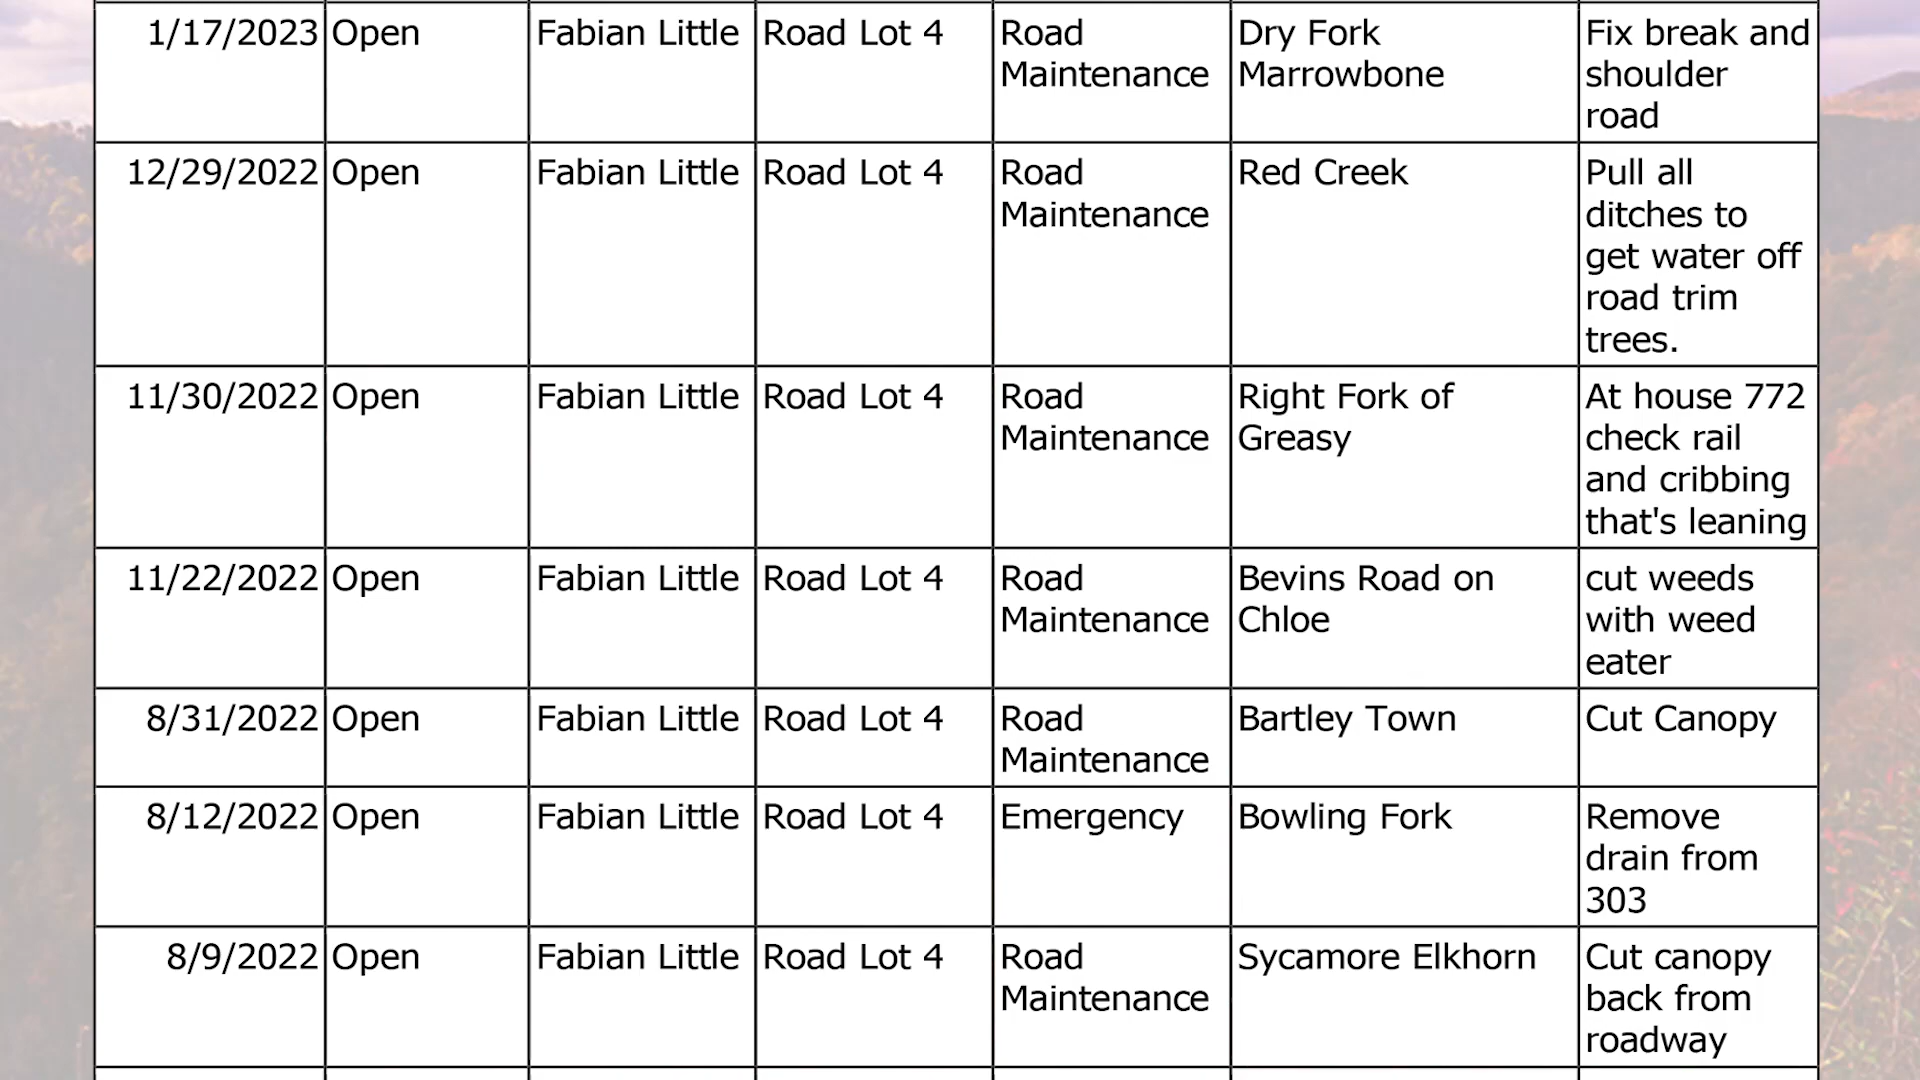 1/17/2023 Open Fabian Little Road Lot 4 Road Maintenance Dry Fork Marrowbone Fix break and shoulder road
12/29/2022 Open Fabian Little Road Lot 4 Road Maintenance Red Creek Pull all ditches to get water off road trim trees.
11/30/2022 Open Fabian Little Road Lot 4 Road Maintenance Right Fork of Greasy At house 772 check rail and cribbing that's leaning
11/22/2022 Open Fabian Little Road Lot 4 Road Maintenance Bevins Road on Chloe cut weeds with weed eater
8/31/2022 Open Fabian Little Road Lot 4 Road Maintenance Bartley Town Cut Canopy
8/12/2022 Open Fabian Little Road Lot 4 Emergency Bowling Fork Remove drain from 303
8/9/2022 Open Fabian Little Road Lot 4 Road Maintenance Sycamore Elkhorn Cut canopy back from roadway